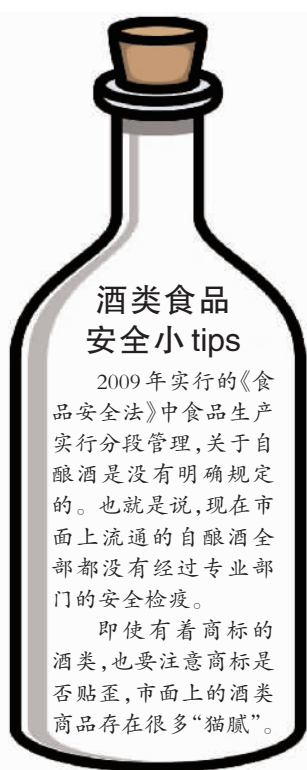 酒类食品
安全小 tips
2009年实行的《食
品安全法》中食品生产
实行分段管理,关于自
酿酒是没有明确规定
的。也就是说,现在市
面上流通的自酿酒全
部都没有经过专业部
门的安全检疫。
即使有着商标的
酒类,也要注意商标是
否贴歪,市面上的酒类
商品存在很多“猫腻”。